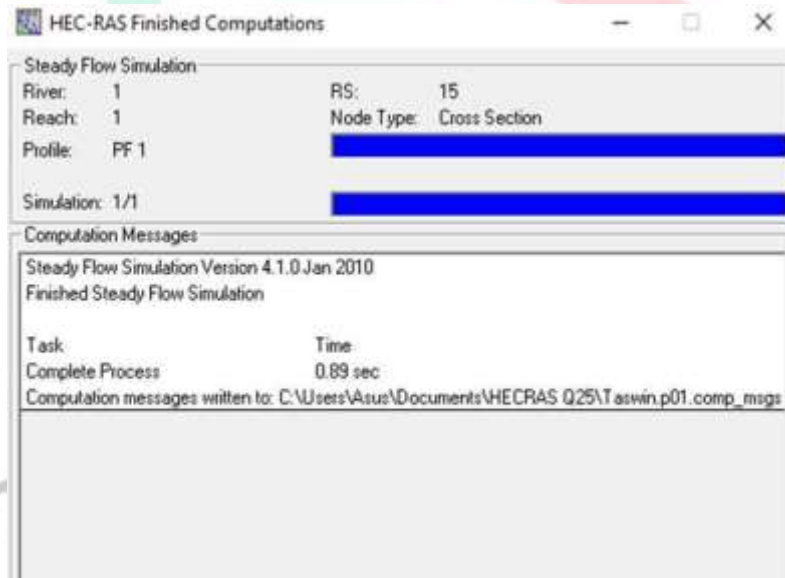 HEC-RAS Finished Computations
Steady Flow Simulation
River: 1 RS: 15
Reach: 1 Node Type: Cross Section
Profile: PF 1
Simulation: 1/1
Computation Messages
Steady Flow Simulation Version 4.1.0 Jan 2010
Finished Steady Flow Simulation
Task Time
Complete Process 0.89 sec
Computation messages written to: C:\Users\Asus\Documents\HECRAS Q25\Taswin.p01.comp_msgs